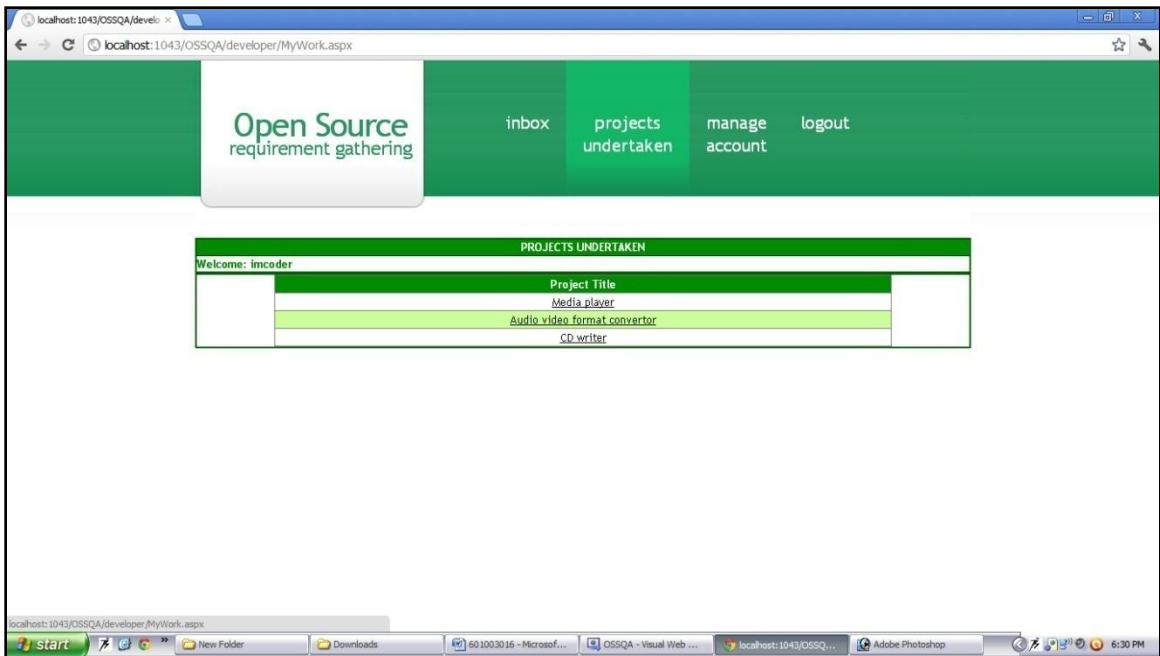 localhost:1043/OSSQA/develo
localhost:1043/OSSQA/developer/MyWork.aspx
Open Source
requirement gathering
inbox
projects
undertaken
manage
account
logout
PROJECTS UNDERTAKEN
Welcome: imcoder
Project Title
Media player
Audio video format convertor
CD writer
localhost:1043/OSSQA/developer/MyWork.aspx
start
New Folder
Downloads
601003016 - Microsof...
OSSQA - Visual Web ...
localhost:1043/OSSQ...
Adobe Photoshop
6:30 PM